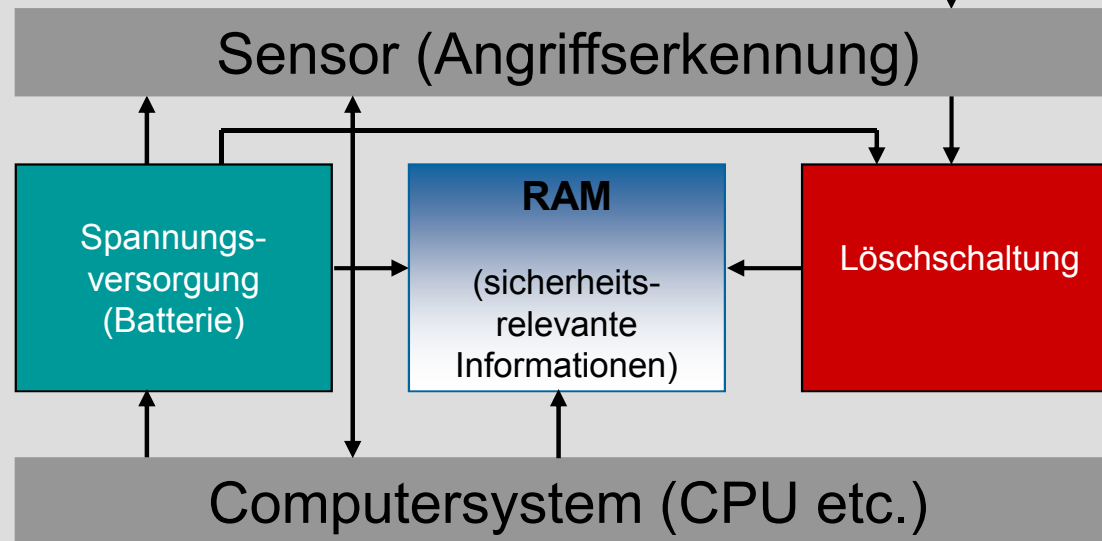 Sensor (Angriffserkennung)
Spannungs-
versorgung
(Batterie)
RAM
(sicherheits-
relevante
Informationen)
Löschschaltung
Computersystem (CPU etc.)